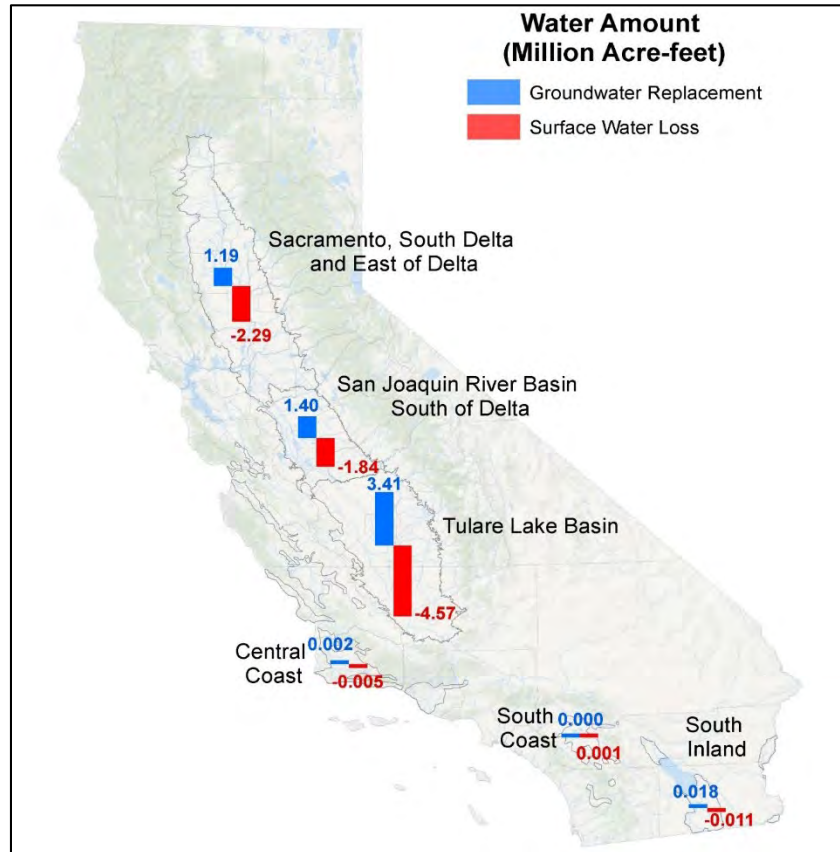 Water Amount
(Million Acre-feet)
Groundwater Replacement
Surface Water Loss
Sacramento, South Delta
and East of Delta
1.19
-2.29
San Joaquin River Basin
South of Delta
1.40
-1.84
3.41
Tulare Lake Basin
-4.57
Central
Coast
0.002
-0.005
South
Coast
0.000
0.001
South
Inland
0.018
-0.011